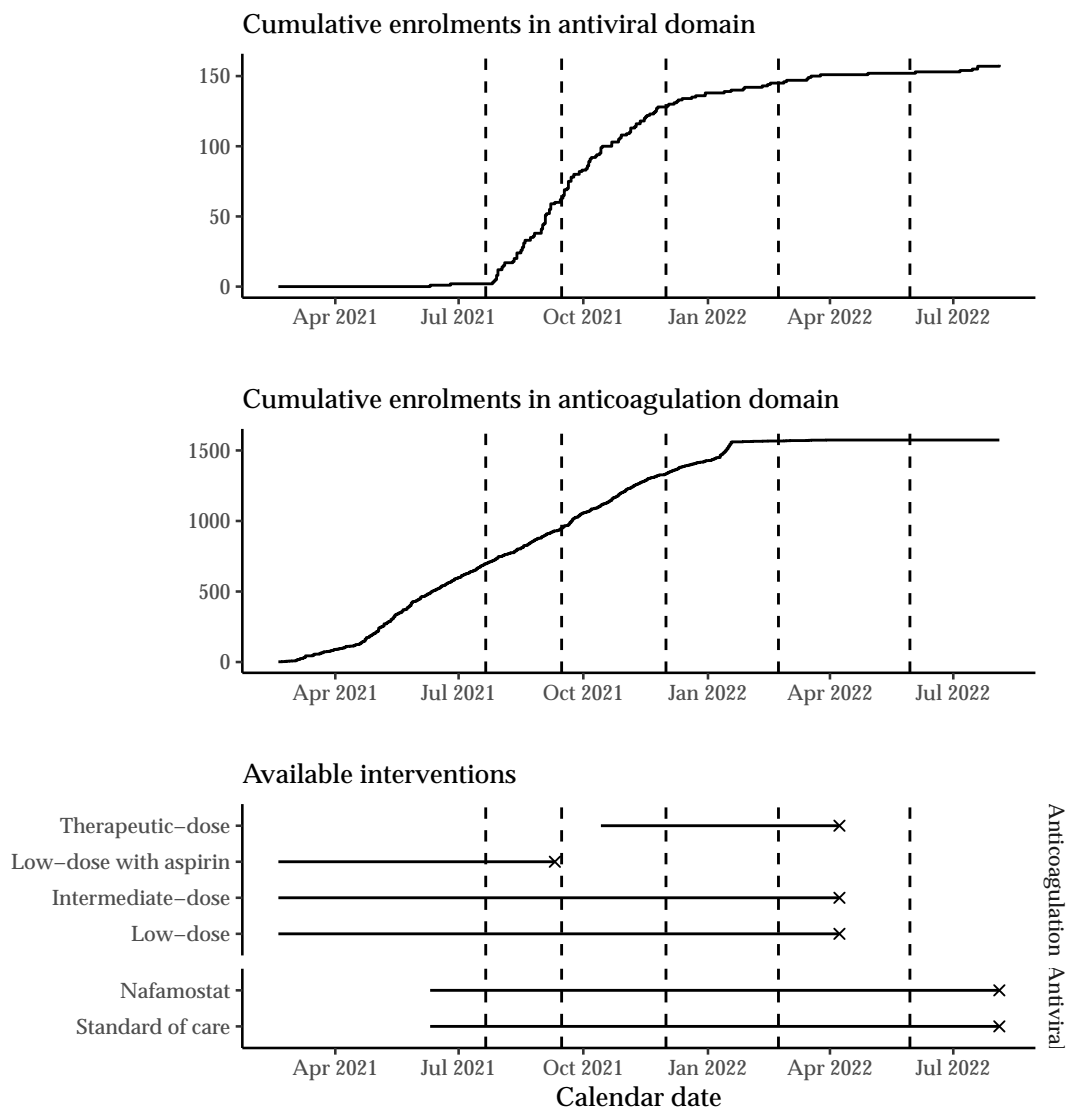 Cumulative enrolments in antiviral domain
150
100
50
0
Apr 2021 Jul 2021 Oct 2021 Jan 2022 Apr 2022 Jul 2022
Cumulative enrolments in anticoagulation domain
1500
1000
500
0
Apr 2021 Jul 2021 Oct 2021 Jan 2022 Apr 2022 Jul 2022
Available interventions
Therapeutic−dose
Low−dose with aspirin
Intermediate−dose
Low−dose
Anticoagulation
Nafamostat
Standard of care
Antiviral
Apr 2021 Jul 2021 Oct 2021 Jan 2022 Apr 2022 Jul 2022
Calendar date